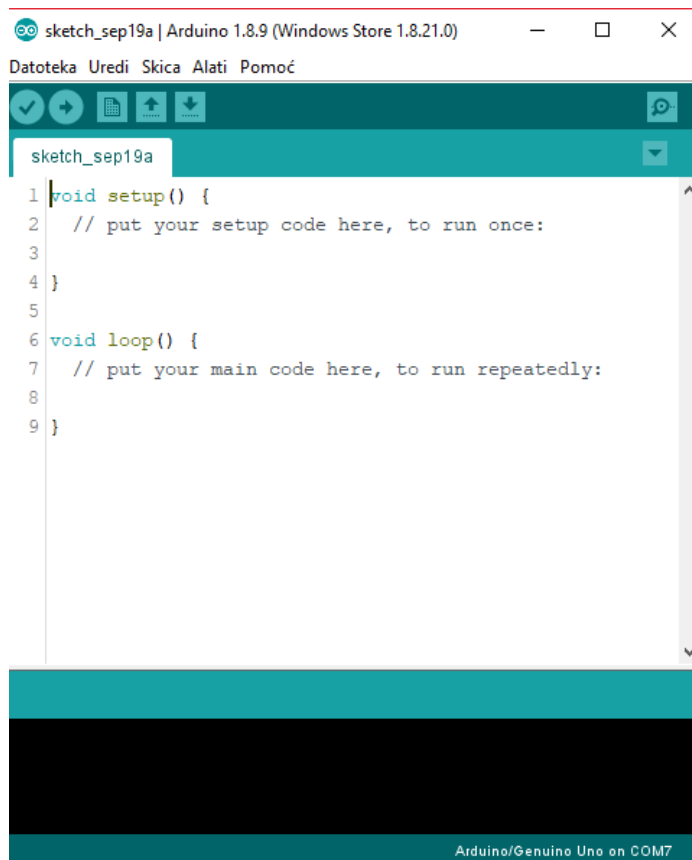 sketch_sep19a | Arduino 1.8.9 (Windows Store 1.8.21.0)
Datoteka Uredi Skica Alati Pomoć
sketch_sep19a
1 void setup() {
2   // put your setup code here, to run once:
3
4 }
5
6 void loop() {
7   // put your main code here, to run repeatedly:
8
9 }
Arduino/Genuino Uno on COM7